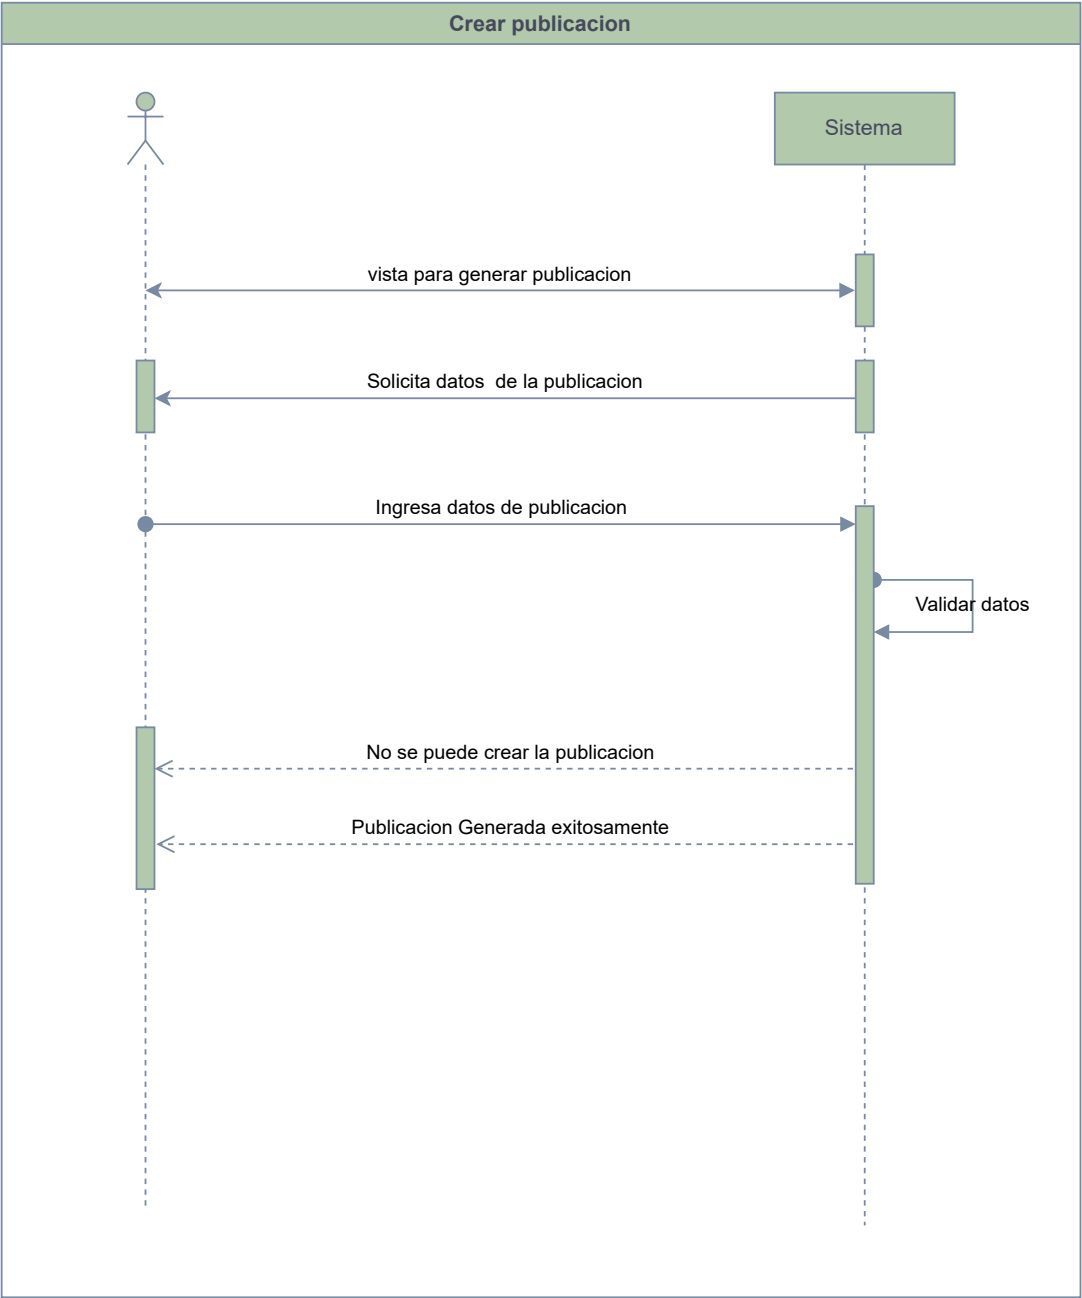 Crear publicacion
Sistema
vista para generar publicacion
Solicita datos  de la publicacion
Ingresa datos de publicacion
Validar datos
No se puede crear la publicacion
Publicacion Generada exitosamente